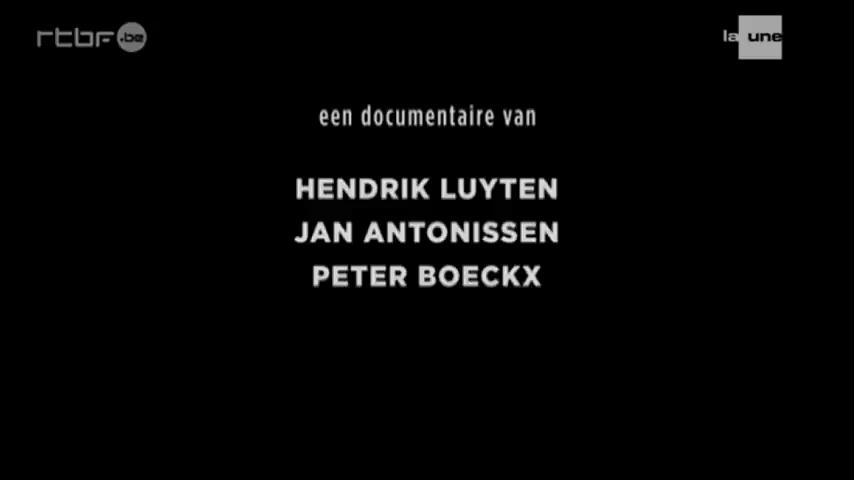 rtbf.be
la une
een documentaire van
HENDRIK LUYTEN
JAN ANTONISSEN
PETER BOECKX